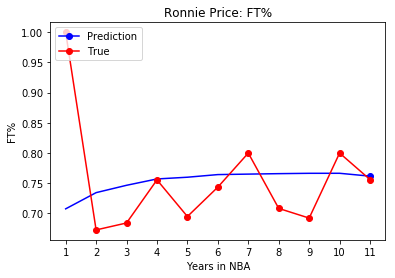 Ronnie Price: FT%
1.00
0.95
0.90
0.85
0.80
0.75
0.70
FT%
Prediction
True
1 2 3 4 5 6 7 8 9 10 11
Years in NBA